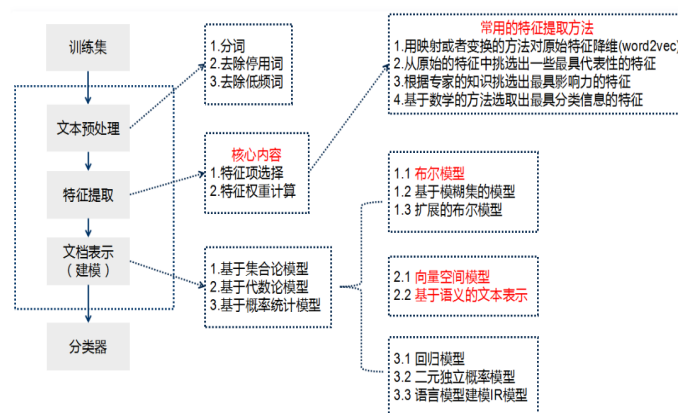 训练集
文本预处理
特征提取
文档表示
（建模）
分类器
1.分词
2.去除停用词
3.去除低频词
核心内容
1.特征项选择
2.特征权重计算
1.基于集合论模型
2.基于代数论模型
3.基于概率统计模型
常用的特征提取方法
1.用映射或者变换的方法对原始特征降维(word2vec)
2.从原始的特征中挑选出一些最具代表性的特征
3.根据专家的知识挑选出最具影响力的特征
4.基于数学的方法选取出最具分类信息的特征
1.1 布尔模型
1.2 基于模糊集的模型
1.3 扩展的布尔模型
2.1 向量空间模型
2.2 基于语义的文本表示
3.1 回归模型
3.2 二元独立概率模型
3.3 语言模型建模IR模型